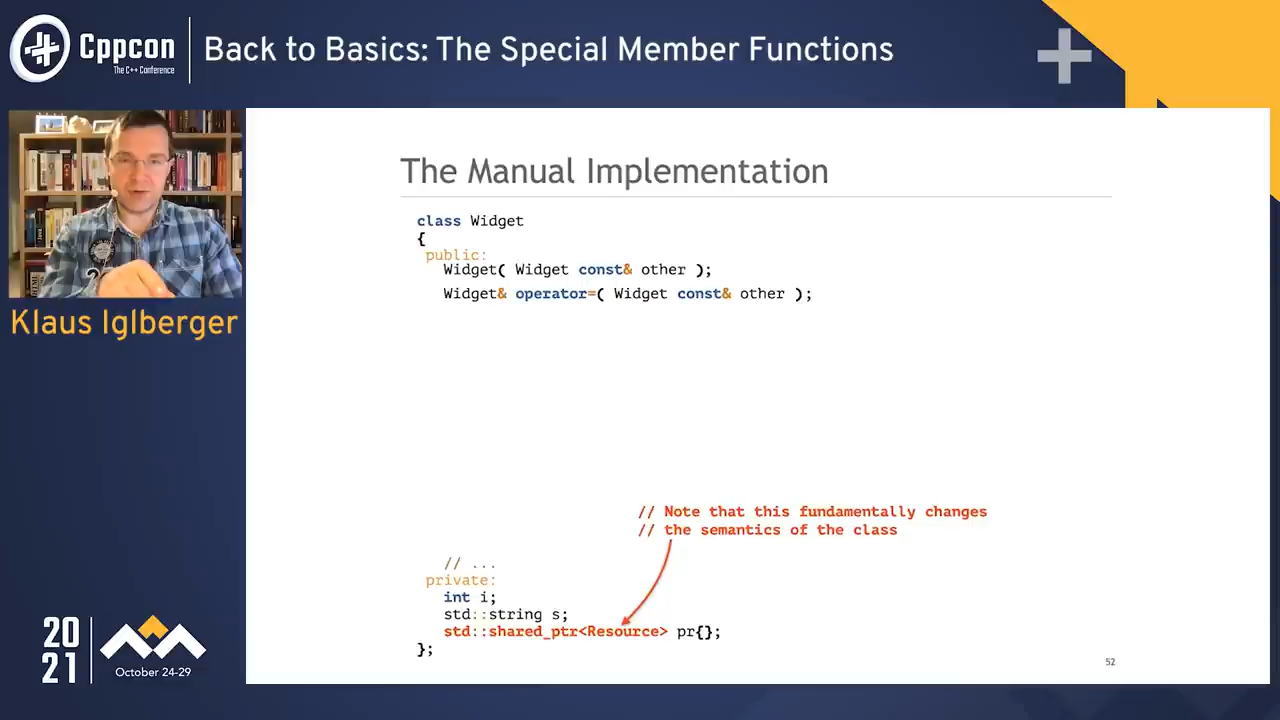 Cppcon
The C++ Conference
Back to Basics: The Special Member Functions
Klaus Iglberger
20
21
October 24-29
The Manual Implementation
class Widget
{
public:
Widget( Widget const& other );
Widget& operator=( Widget const& other );
// Note that this fundamentally changes
// the semantics of the class
// ...
private:
int i;
std::string s;
std::shared_ptr<Resource> pr{};
};
52